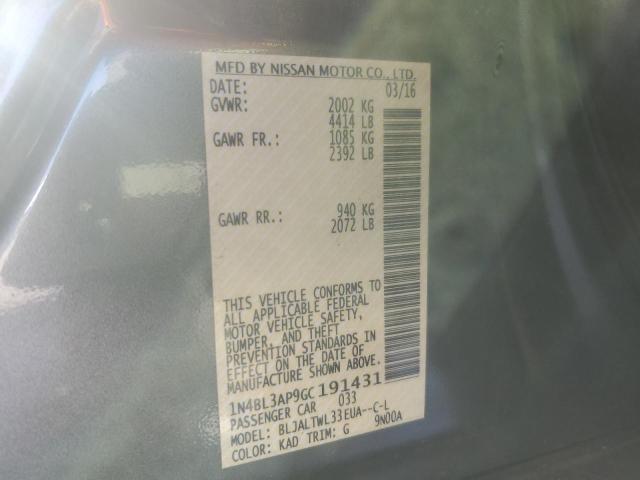 MFD BY NISSAN MOTOR CO., LTD.
DATE: 03/16
GVWR: 2002 KG
4414 LB
GAWR FR.: 1085 KG
2392 LB
GAWR RR.: 940 KG
2072 LB
THIS VEHICLE CONFORMS TO
ALL APPLICABLE FEDERAL
MOTOR VEHICLE SAFETY,
BUMPER, AND THEFT
PREVENTION STANDARDS IN
EFFECT ON THE DATE OF
MANUFACTURE SHOWN ABOVE.
1N4BL3AP9GC191431
PASSENGER CAR 033
MODEL: BLJALTWL33EUA--C-L
COLOR: KAD TRIM: G 9N00A